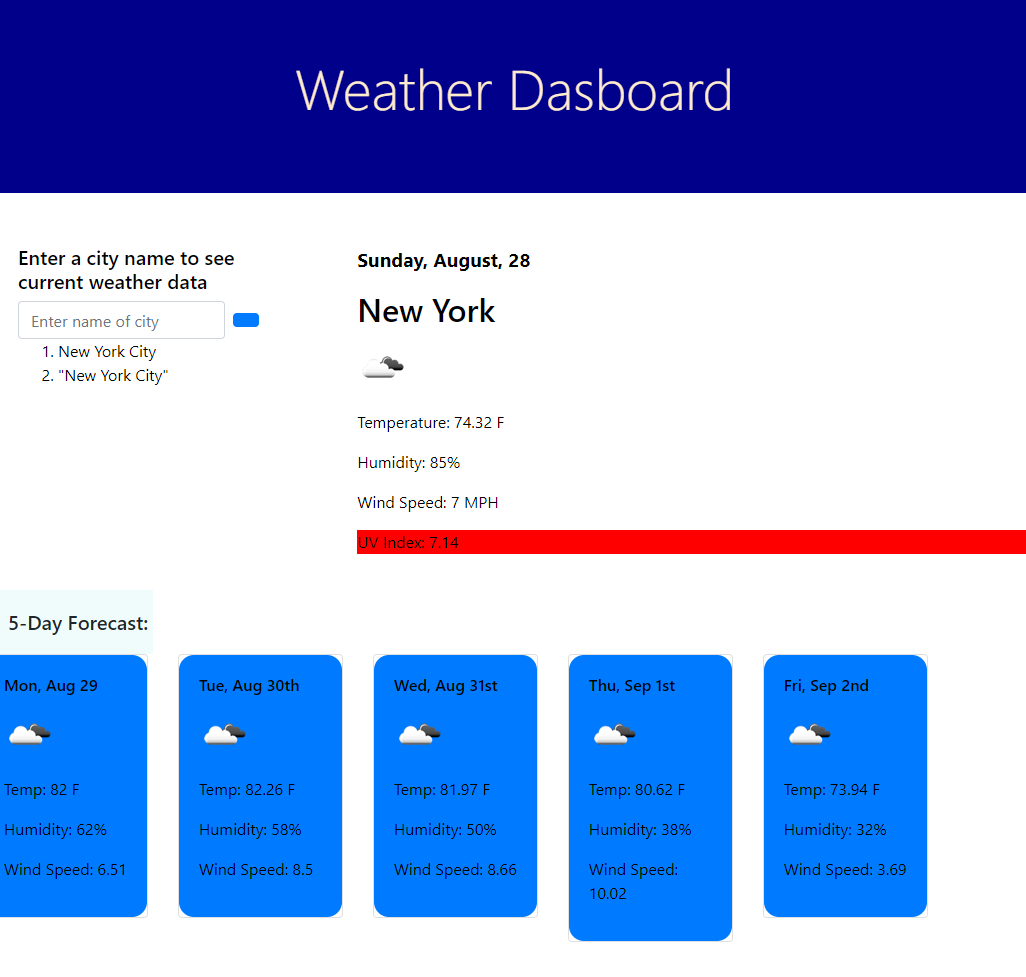 Weather Dasboard
Enter a city name to see
current weather data
Enter name of city
1. New York City
2. "New York City"
Sunday, August, 28
New York
Temperature: 74.32 F
Humidity: 85%
Wind Speed: 7 MPH
UV Index: 7.14
5-Day Forecast:
Mon, Aug 29
Temp: 82 F
Humidity: 62%
Wind Speed: 6.51
Tue, Aug 30th
Temp: 82.26 F
Humidity: 58%
Wind Speed: 8.5
Wed, Aug 31st
Temp: 81.97 F
Humidity: 50%
Wind Speed: 8.66
Thu, Sep 1st
Temp: 80.62 F
Humidity: 38%
Wind Speed:
10.02
Fri, Sep 2nd
Temp: 73.94 F
Humidity: 32%
Wind Speed: 3.69